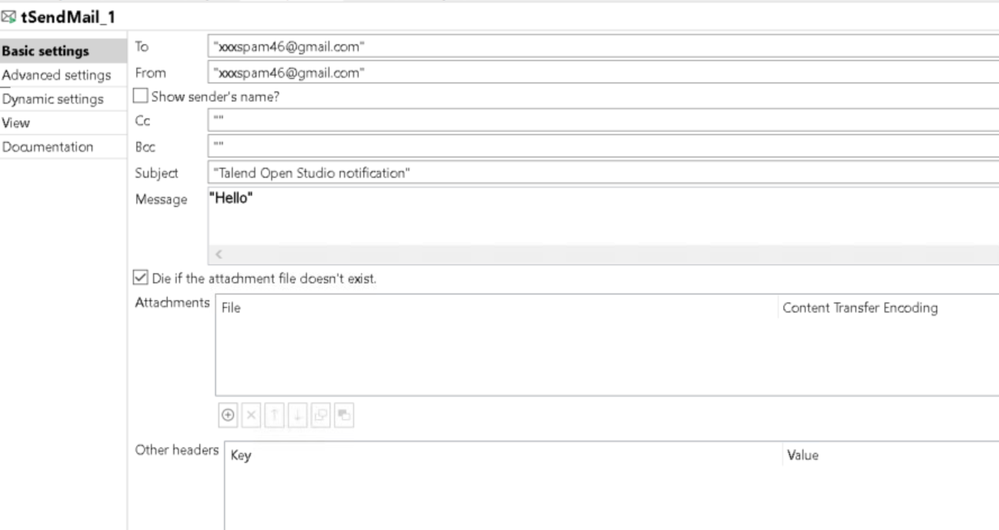 tSendMail_1
Basic settings
Advanced settings
Dynamic settings
View
Documentation
To "xxxspam46@gmail.com"
From "xxxspam46@gmail.com"
Show sender's name?
Cc ""
Bcc ""
Subject "Talend Open Studio notification"
Message "Hello"
Die if the attachment file doesn't exist.
Attachments File Content Transfer Encoding
Other headers Key Value